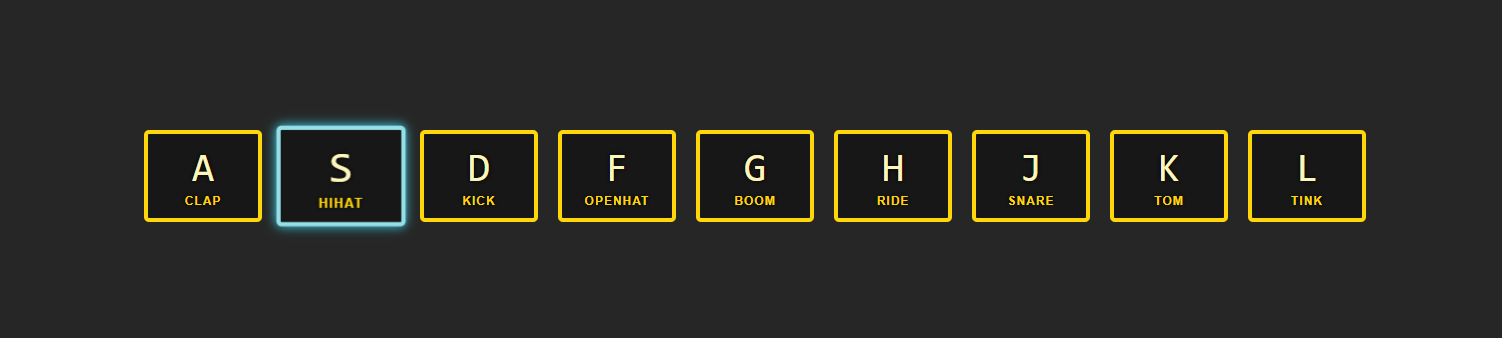 A
CLAP
S
HIHAT
D
KICK
F
OPENHAT
G
BOOM
H
RIDE
J
SNARE
K
TOM
L
TINK